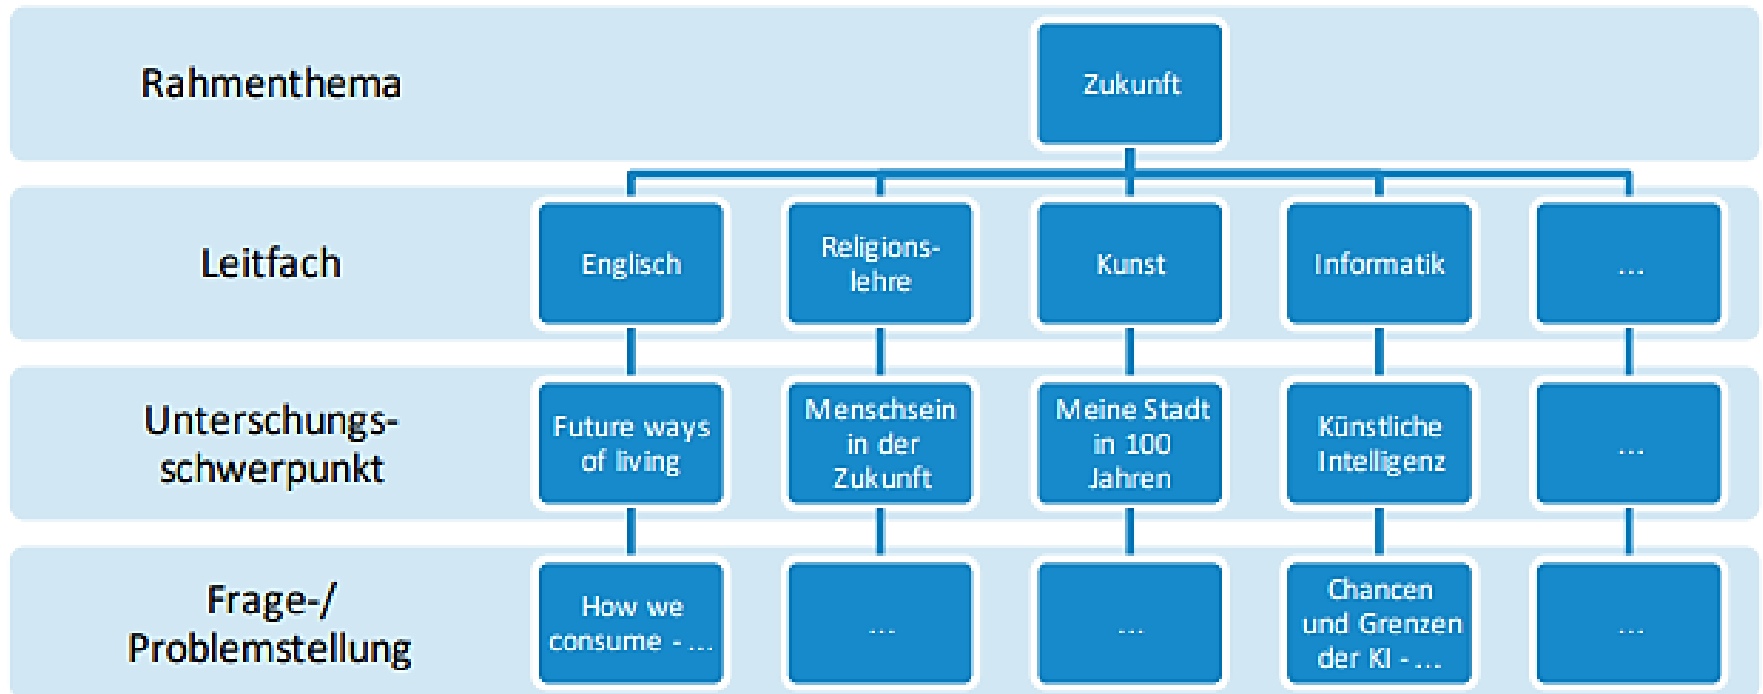 Rahmenthema
Zukunft
Leitfach
Englisch
Religions-
lehre
Kunst
Informatik
...
Unterschungs-
schwerpunkt
Future ways
of living
Menschsein
in der
Zukunft
Meine Stadt
in 100
Jahren
Künstliche
Intelligenz
...
Frage-/
Problemstellung
How we
consume - ...
...
...
Chancen
und Grenzen
der KI - ...
...